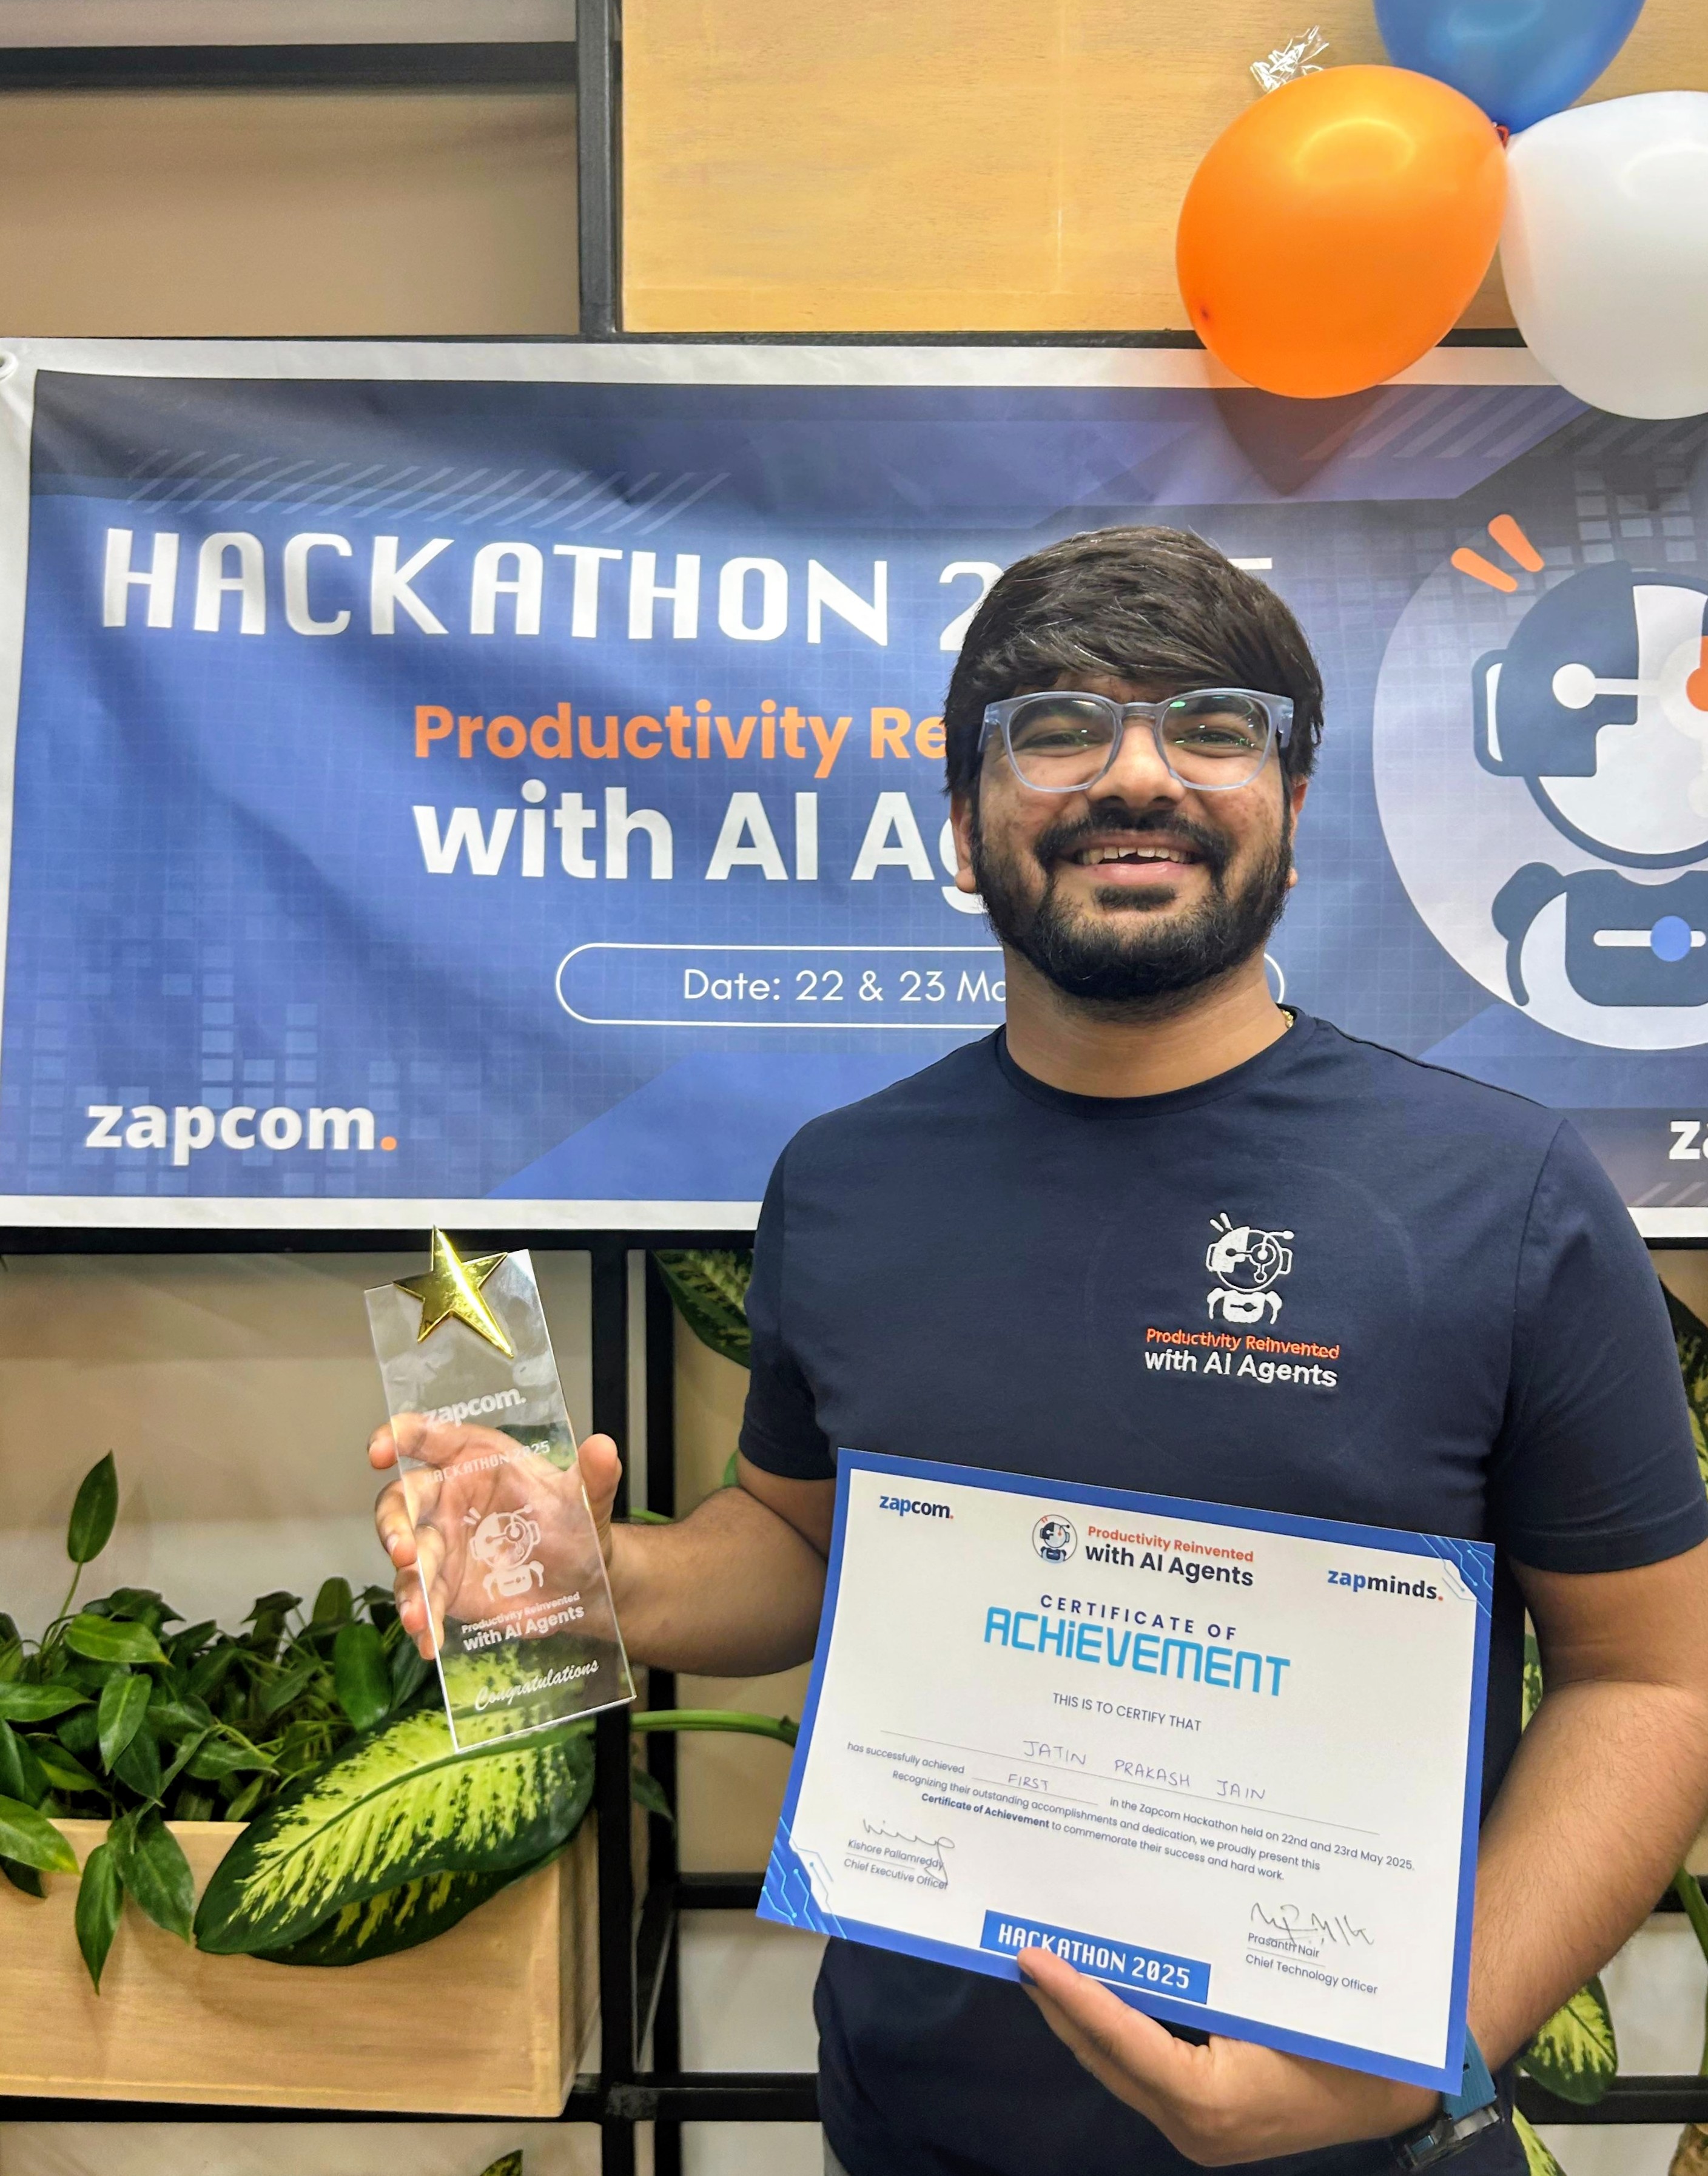 HACKATHON 2
Productivity Re
with AI Ag
Date: 22 & 23 Ma
zapcom.
za
Productivity Reinvented
with AI Agents
zapcom.
HACKATHON 2025
Productivity Reinvented
with AI Agents
Congratulations
zapcom.
Productivity Reinvented
with AI Agents
zapminds.
CERTIFICATE OF
ACHiEVEMENT
THIS IS TO CERTIFY THAT
JATIN PRAKASH JAIN
has successfully achieved FIRST in the Zapcom Hackathon held on 22nd and 23rd May 2025.
Recognizing their outstanding accomplishments and dedication, we proudly present this
Certificate of Achievement to commemorate their success and hard work.
Kishore Pallamreddy
Chief Executive Officer
Prasanth Nair
Chief Technology Officer
HACKATHON 2025